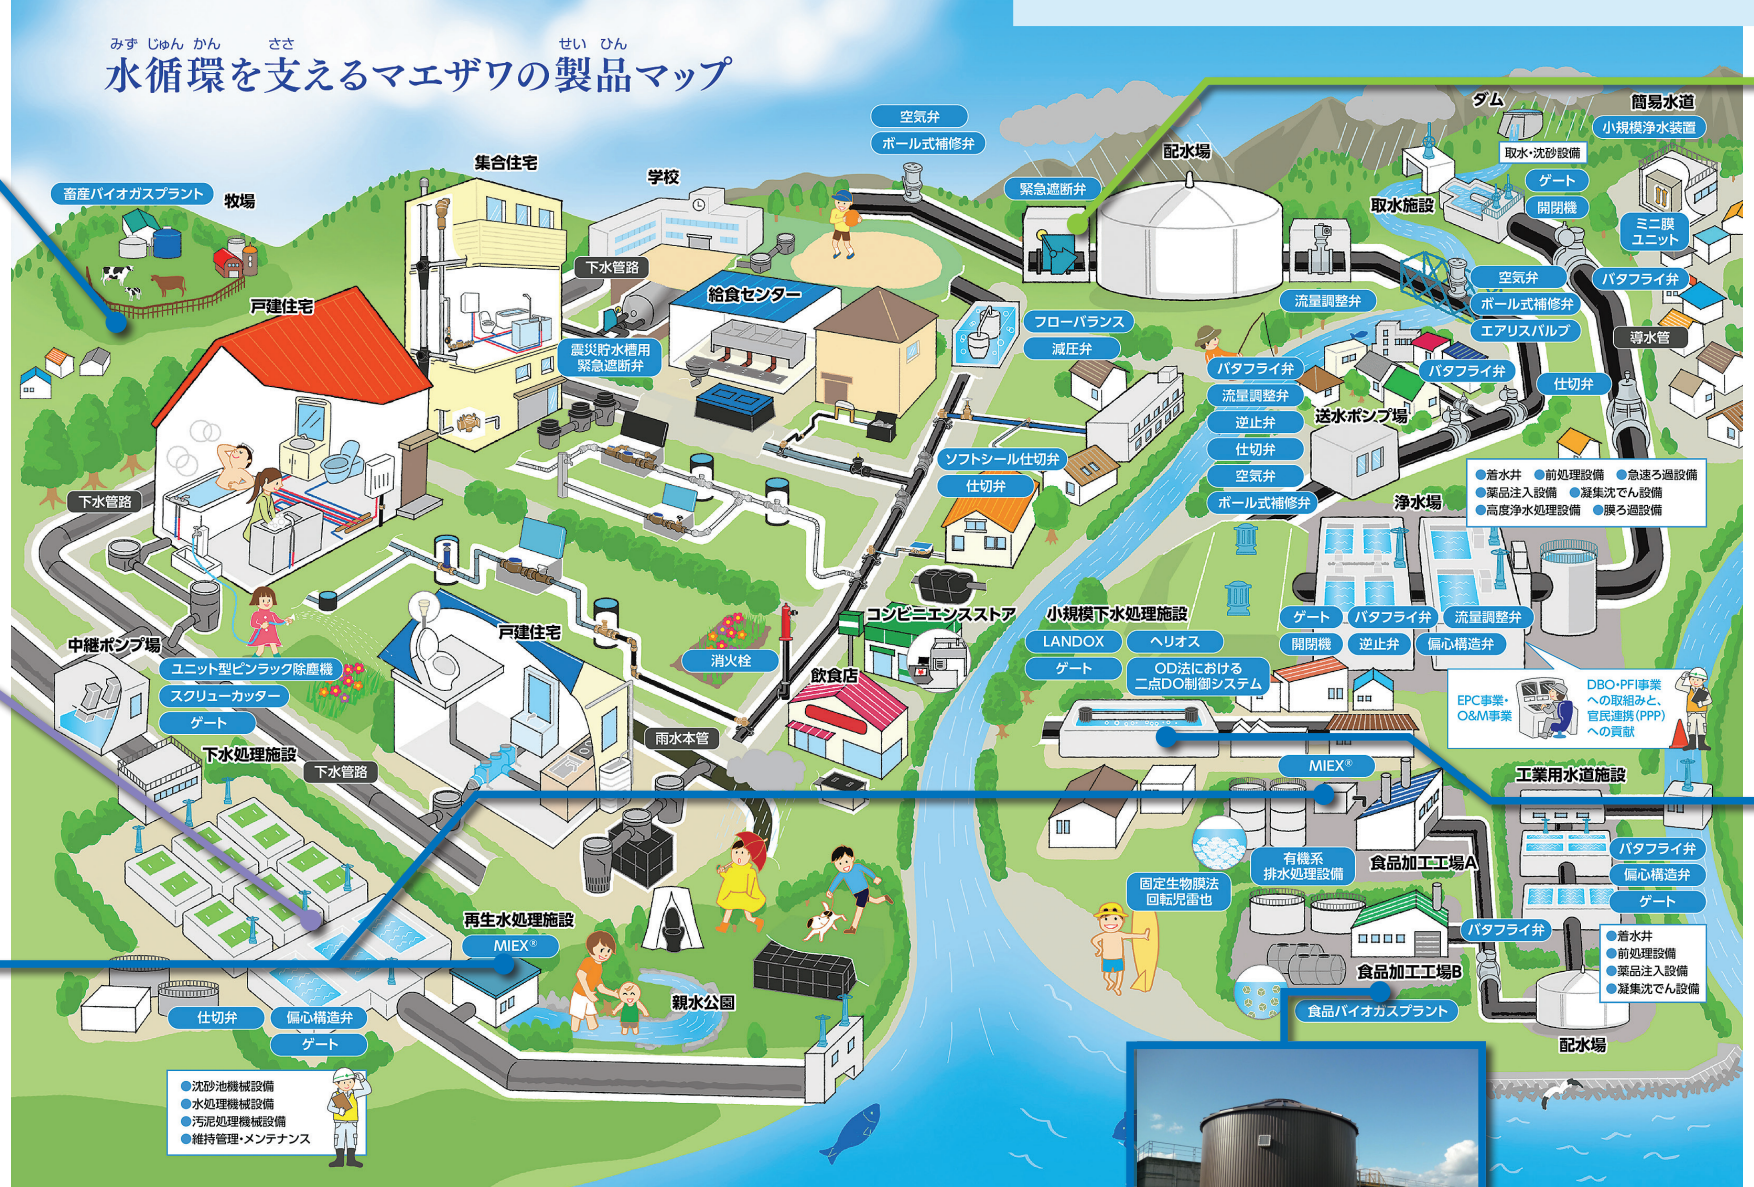 みず じゅん かん ささ せい ひん
水循環を支えるマエザワの製品マップ
空気弁
ボール式補修弁
ダム
簡易水道
小規模浄水装置
配水場
取水・沈砂設備
集合住宅
学校
畜産バイオガスプラント
牧場
緊急遮断弁
取水施設
ゲート
開閉機
ミニ膜
ユニット
下水管路
給食センター
戸建住宅
流量調整弁
空気弁
ボール式補修弁
エアリスバルブ
バタフライ弁
導水管
フローバランス
減圧弁
震災貯水槽用
緊急遮断弁
バタフライ弁
流量調整弁
逆止弁
仕切弁
空気弁
ボール式補修弁
バタフライ弁
仕切弁
送水ポンプ場
ソフトシール仕切弁
仕切弁
●着水井 ●前処理設備 ●急速ろ過設備
●薬品注入設備 ●凝集沈でん設備
●高度浄水処理設備 ●膜ろ過設備
浄水場
下水管路
コンビニエンスストア
小規模下水処理施設
LANDOX
ヘリオス
ゲート
OD法における
二点DO制御システム
ゲート
バタフライ弁
流量調整弁
開閉機
逆止弁
偏心構造弁
戸建住宅
中継ポンプ場
ユニット型ピンラック除塵機
スクリューカッター
ゲート
消火栓
飲食店
EPC事業・
O&M事業
DBO・PFI事業
への取組みと、
官民連携(PPP)
への貢献
雨水本管
下水処理施設
下水管路
MIEX®
工業用水道施設
バタフライ弁
偏心構造弁
ゲート
有機系
排水処理設備
食品加工工場A
固定生物膜法
回転児雷也
再生水処理施設
MIEX®
バタフライ弁
●着水井
●前処理設備
●薬品注入設備
●凝集沈でん設備
食品加工工場B
食品バイオガスプラント
親水公園
仕切弁
偏心構造弁
ゲート
配水場
●沈砂池機械設備
●水処理機械設備
●汚泥処理機械設備
●維持管理・メンテナンス